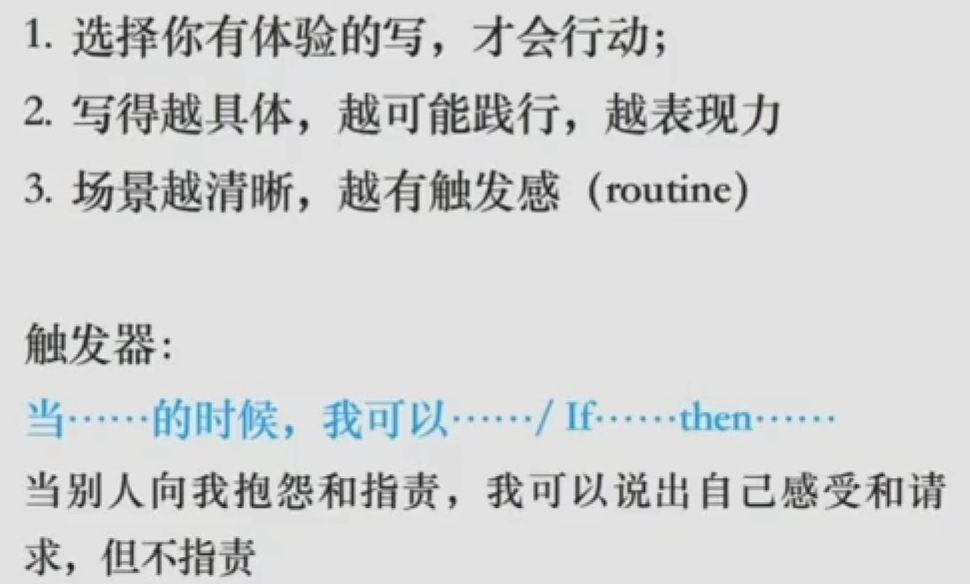 1. 选择你有体验的写，才会行动；
2. 写得越具体，越可能践行，越表现力
3. 场景越清晰，越有触发感（routine）
触发器：
当……的时候，我可以……/ If……then……
当别人向我抱怨和指责，我可以说出自己感受和请
求，但不指责